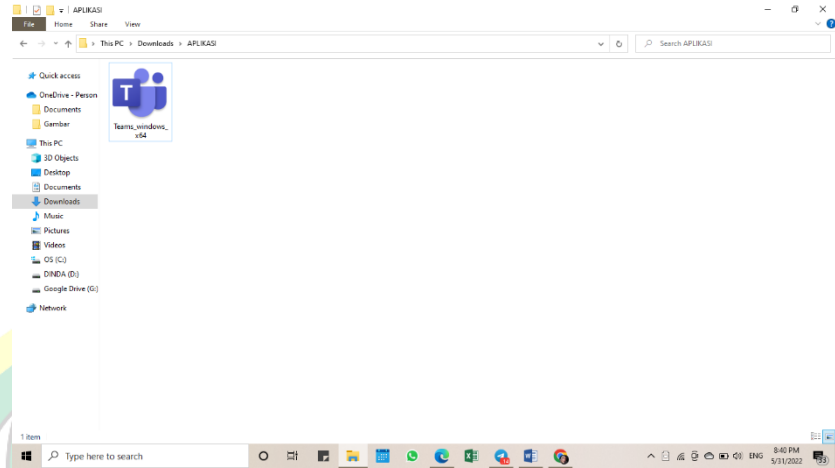 APLIKASI
File Home Share View
This PC Downloads APLIKASI
Search APLIKASI
Quick access
OneDrive - Person
Documents
Gambar
This PC
3D Objects
Desktop
Documents
Downloads
Music
Pictures
Videos
OS (C:)
DINDA (D:)
Google Drive (G:)
Network
T
Teams_windows_
x64
1 item
Type here to search
ENG
8:40 PM
5/31/2022